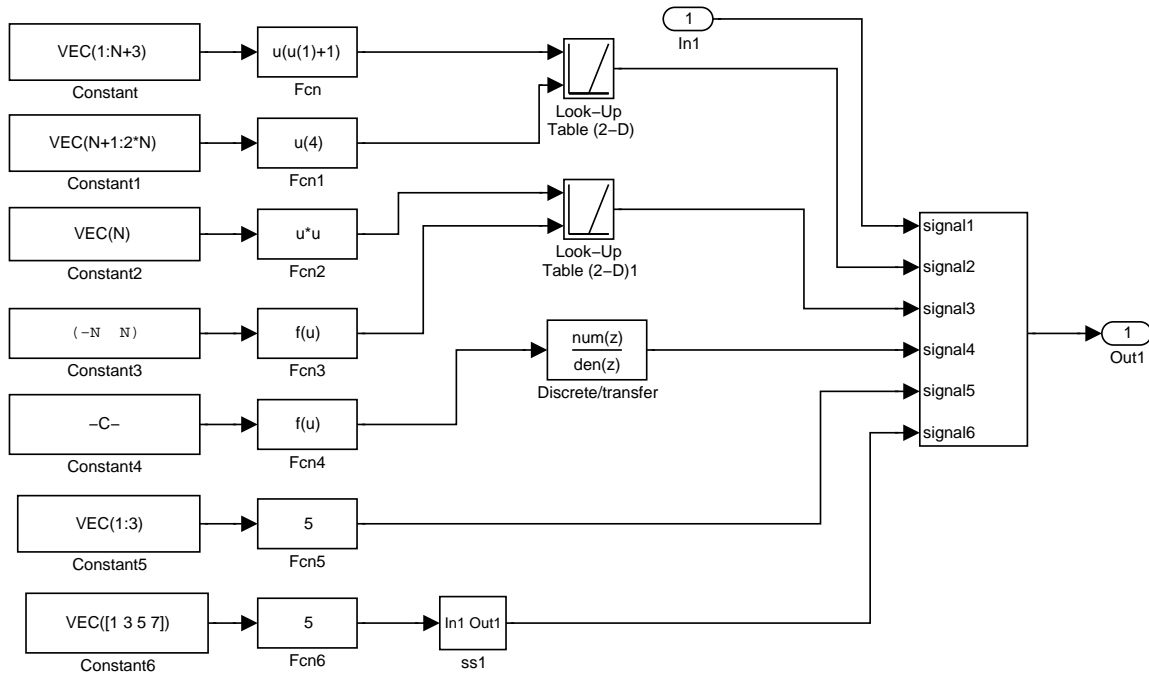 VEC(1:N+3)
Constant
u(u(1)+1)
Fcn
Look−Up
Table (2−D)
1
In1
VEC(N+1:2*N)
Constant1
u(4)
Fcn1
VEC(N)
Constant2
u*u
Fcn2
Look−Up
Table (2−D)1
(−N N)
Constant3
f(u)
Fcn3
num(z)
den(z)
Discrete/transfer
−C−
Constant4
f(u)
Fcn4
VEC(1:3)
Constant5
5
Fcn5
VEC([1 3 5 7])
Constant6
5
Fcn6
In1 Out1
ss1
signal1
signal2
signal3
signal4
signal5
signal6
1
Out1